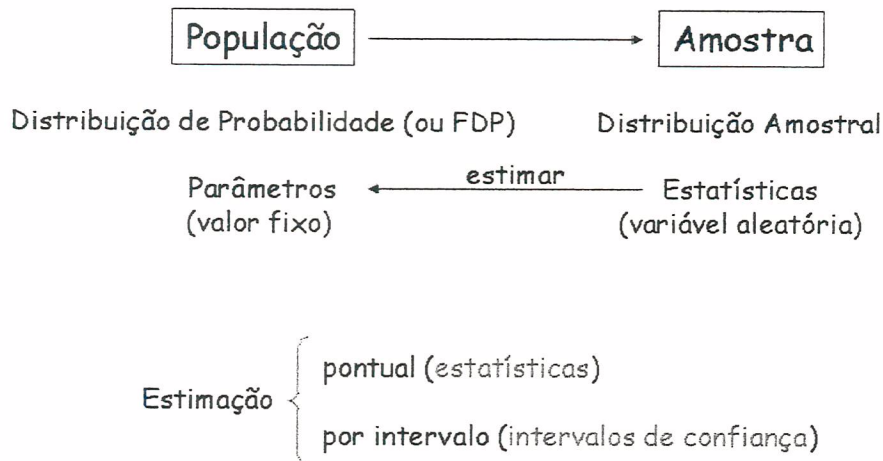 População Amostra
Distribuição de Probabilidade (ou FDP) Distribuição Amostral
Parâmetros estimar Estatísticas
(valor fixo) (variável aleatória)
Estimação
pontual (estatísticas)
por intervalo (intervalos de confiança)